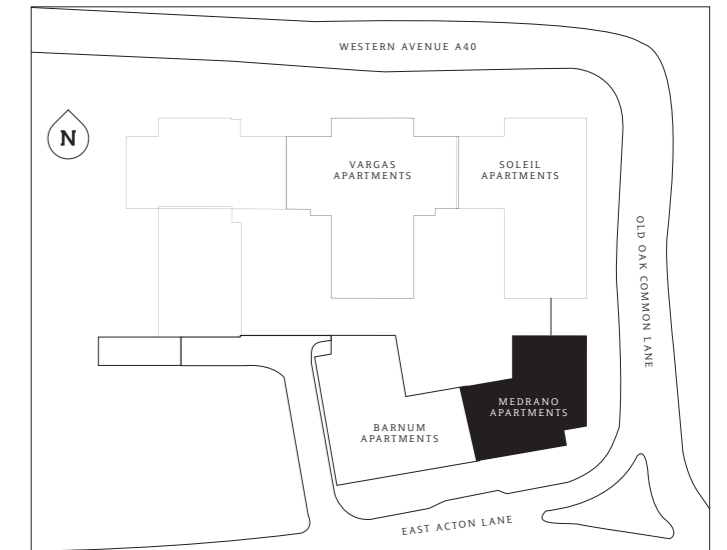 WESTERN AVENUE A40
N
VARGAS
APARTMENTS
SOLEIL
APARTMENTS
OLD OAK COMMON LANE
MEDRANO
APARTMENTS
BARNUM
APARTMENTS
EAST ACTON LANE